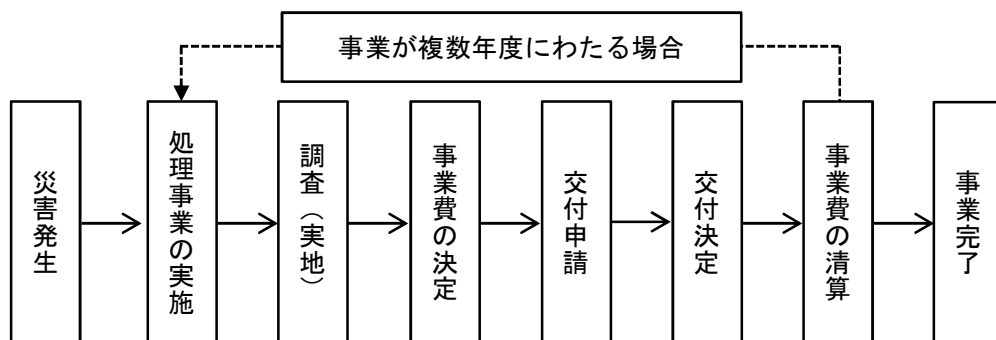 事業が複数年度にわたる場合
災害発生
処理事業の実施
調査（実地）
事業費の決定
交付申請
交付決定
事業費の清算
事業完了